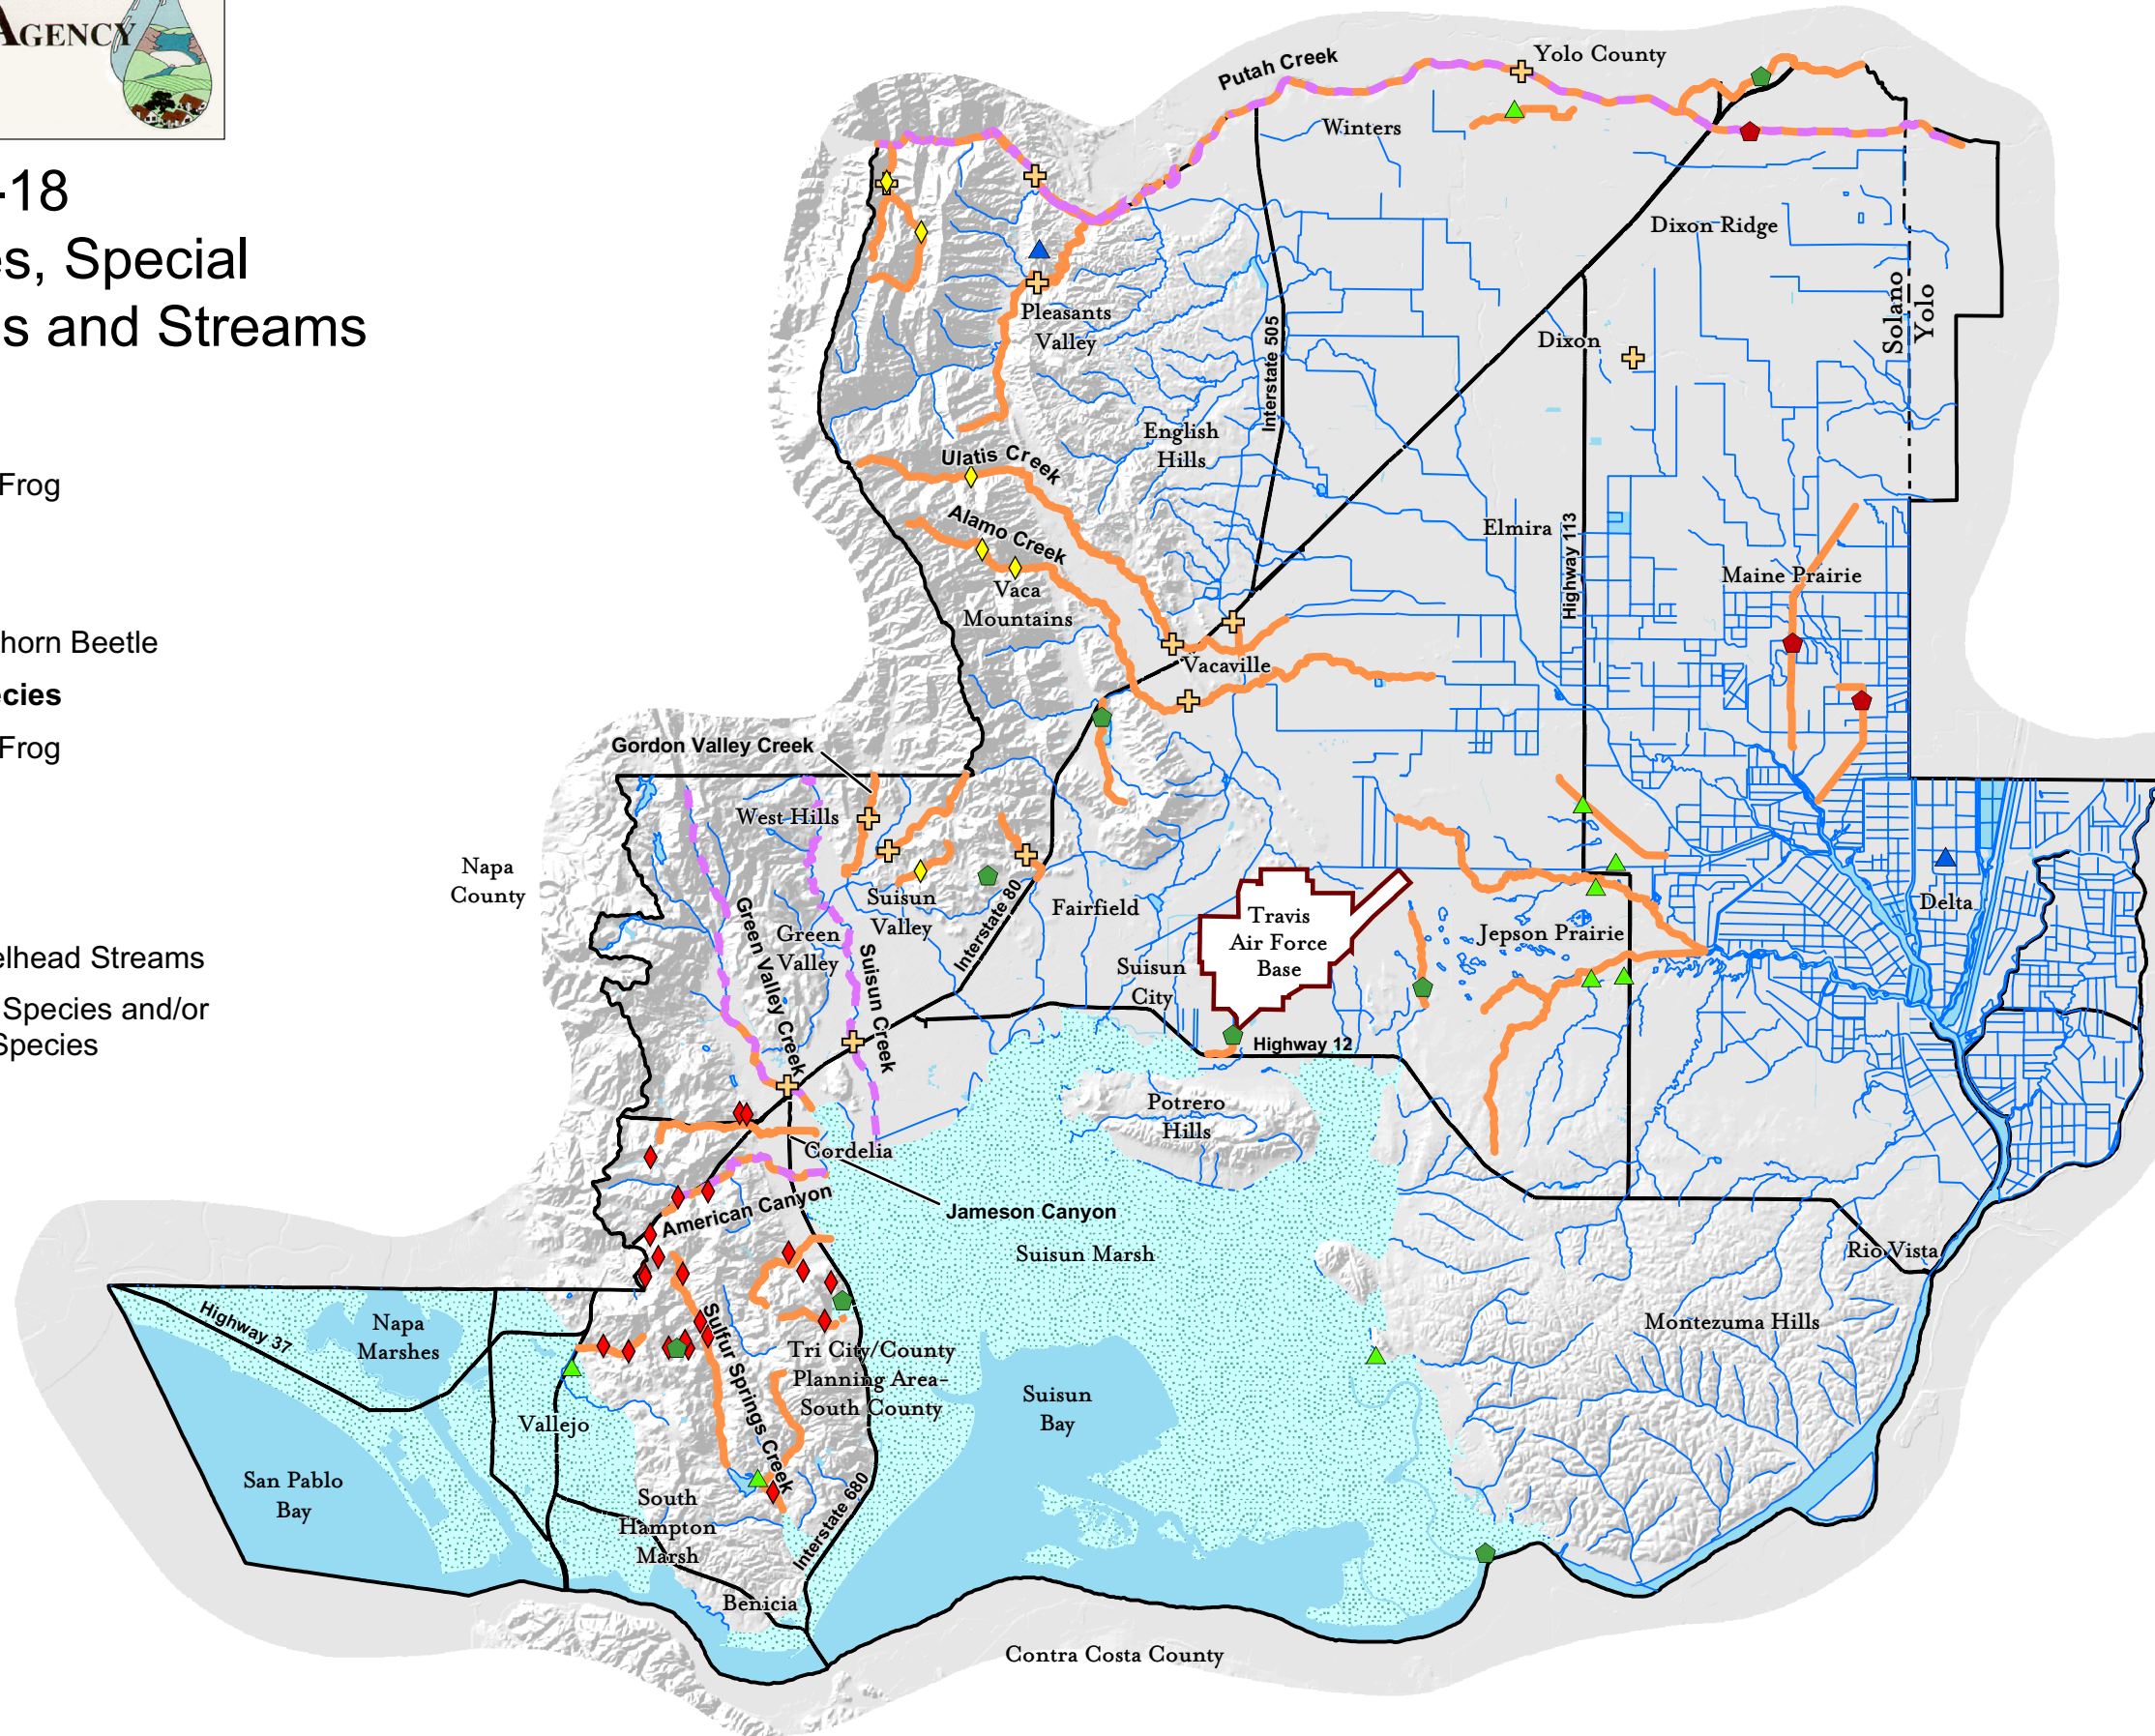 AGENCY
-18
es, Special
s and Streams
Frog
horn Beetle
ecies
Frog
elhead Streams
Species and/or
Species
Putah Creek
Yolo County
Winters
Dixon Ridge
Solano
Yolo
Pleasants
Valley
Interstate 505
Dixon
English
Hills
Ulatis Creek
Alamo Creek
Elmira
Highway 113
Maine Prairie
Vaca
Mountains
Vacaville
Gordon Valley Creek
West Hills
Napa
County
Suisun
Valley
Interstate 80
Fairfield
Travis
Air Force
Base
Delta
Green
Valley
Green Valley Creek
Suisun Creek
Jepson Prairie
Suisun
City
Highway 12
Potrero
Hills
Cordelia
American Canyon
Jameson Canyon
Suisun Marsh
Rio Vista
Highway 37
Napa
Marshes
Sulfur Springs Creek
Tri City/County
Planning Area-
South County
Montezuma Hills
Suisun
Bay
Vallejo
San Pablo
Bay
South
Hampton
Marsh
Interstate 680
Benicia
Contra Costa County